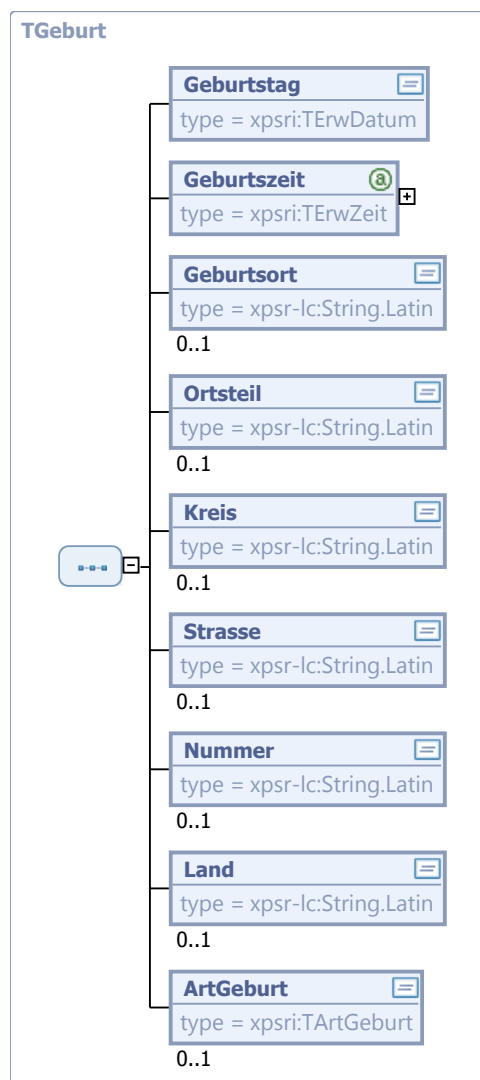 TGeburt
Geburtstag
type = xpsri:TErwDatum
Geburtszeit
type = xpsri:TErwZeit
Geburtsort
type = xpsr-lc:String.Latin
0..1
Ortsteil
type = xpsr-lc:String.Latin
0..1
Kreis
type = xpsr-lc:String.Latin
0..1
Strasse
type = xpsr-lc:String.Latin
0..1
Nummer
type = xpsr-lc:String.Latin
0..1
Land
type = xpsr-lc:String.Latin
0..1
ArtGeburt
type = xpsri:TArtGeburt
0..1